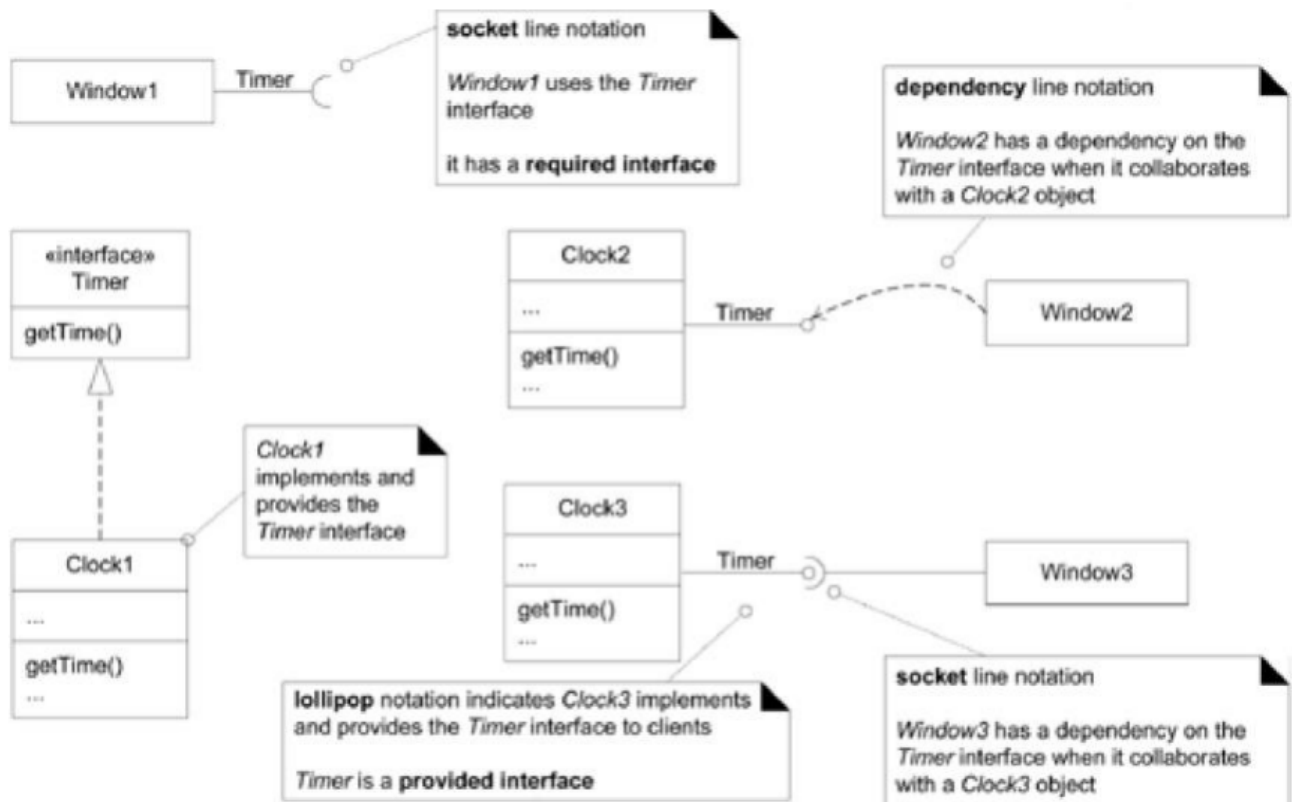 Window1
Timer
socket line notation
Window1 uses the Timer
interface
it has a required interface
dependency line notation
Window2 has a dependency on the
Timer interface when it collaborates
with a Clock2 object
«interface»
Timer
getTime()
Clock2
...
getTime()
...
Timer
Window2
Clock1
implements and
provides the
Timer interface
Clock1
...
getTime()
...
Clock3
...
getTime()
...
Timer
Window3
lollipop notation indicates Clock3 implements
and provides the Timer interface to clients
Timer is a provided interface
socket line notation
Window3 has a dependency on the
Timer interface when it collaborates
with a Clock3 object